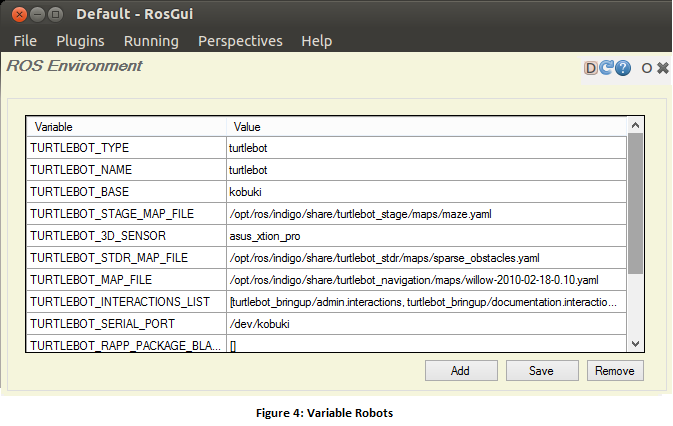 Default - RosGui
File Plugins Running Perspectives Help
ROS Environment
D ? O
Variable Value
TURTLEBOT_TYPE turtlebot
TURTLEBOT_NAME turtlebot
TURTLEBOT_BASE kobuki
TURTLEBOT_STAGE_MAP_FILE /opt/ros/indigo/share/turtlebot_stage/maps/maze.yaml
TURTLEBOT_3D_SENSOR asus_xtion_pro
TURTLEBOT_STDR_MAP_FILE /opt/ros/indigo/share/turtlebot_stdr/maps/sparse_obstacles.yaml
TURTLEBOT_MAP_FILE /opt/ros/indigo/share/turtlebot_navigation/maps/willow-2010-02-18-0.10.yaml
TURTLEBOT_INTERACTIONS_LIST [turtlebot_bringup/admin.interactions, turtlebot_bringup/documentation.interactio...
TURTLEBOT_SERIAL_PORT /dev/kobuki
TURTLEBOT_RAPP_PACKAGE_BLA... []
Add Save Remove
Figure 4: Variable Robots